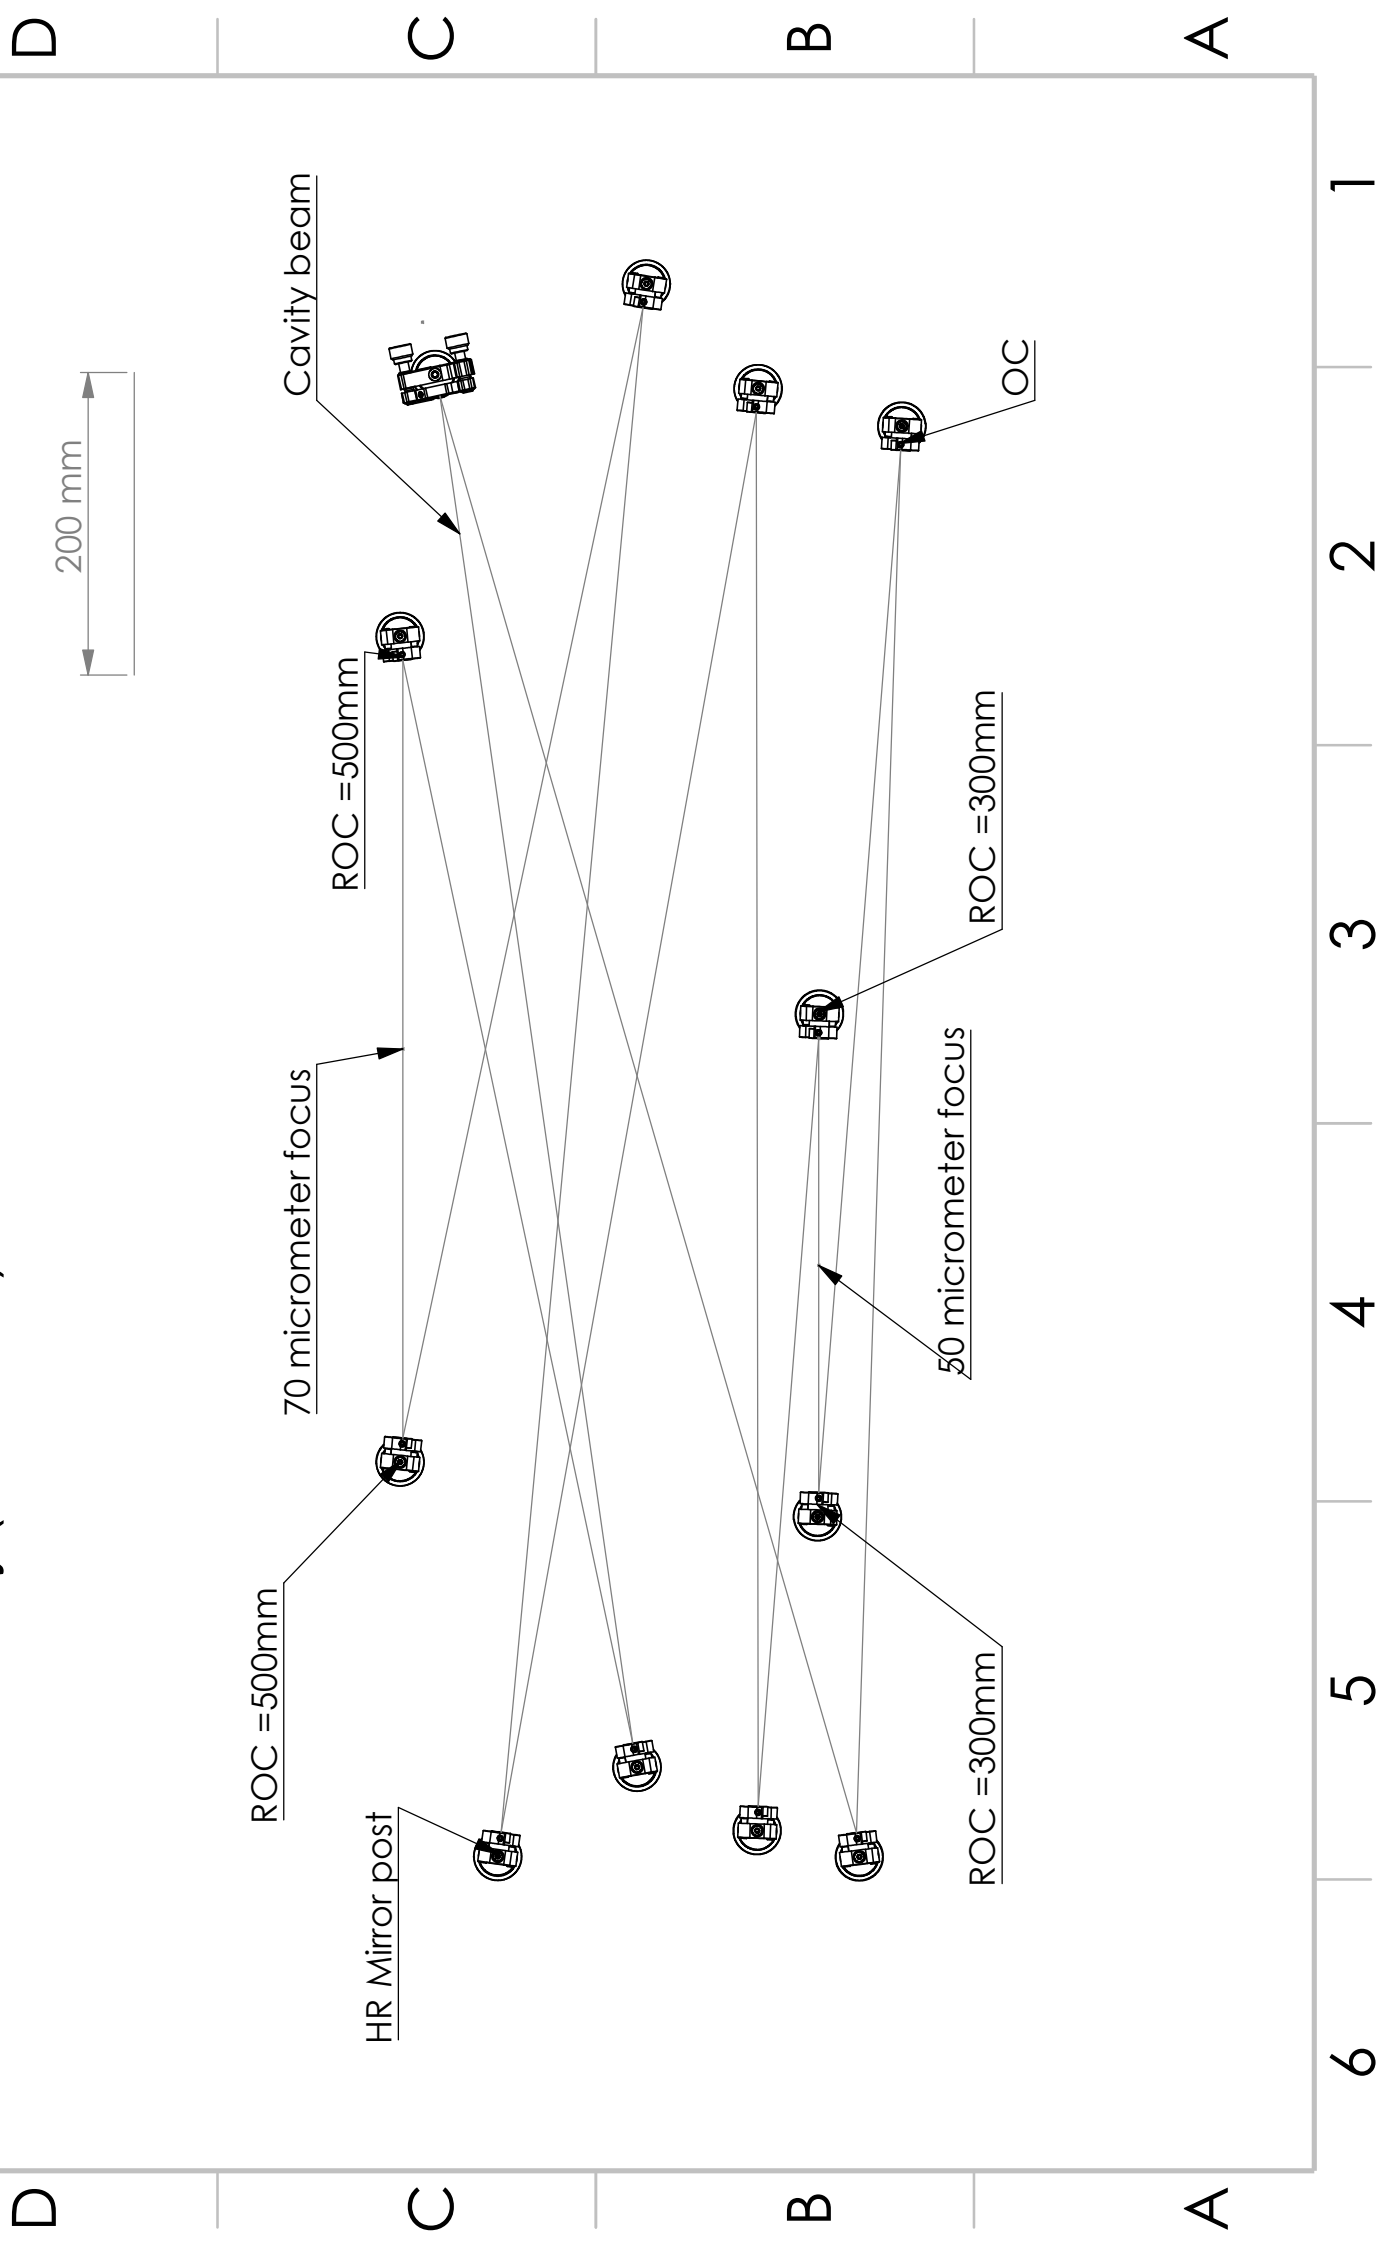 D
C
B
A
200 mm
Cavity beam
ROC =500mm
OC
ROC =300mm
70 micrometer focus
50 micrometer focus
ROC =500mm
HR Mirror post
ROC =300mm
1
2
3
4
5
6
D
C
B
A